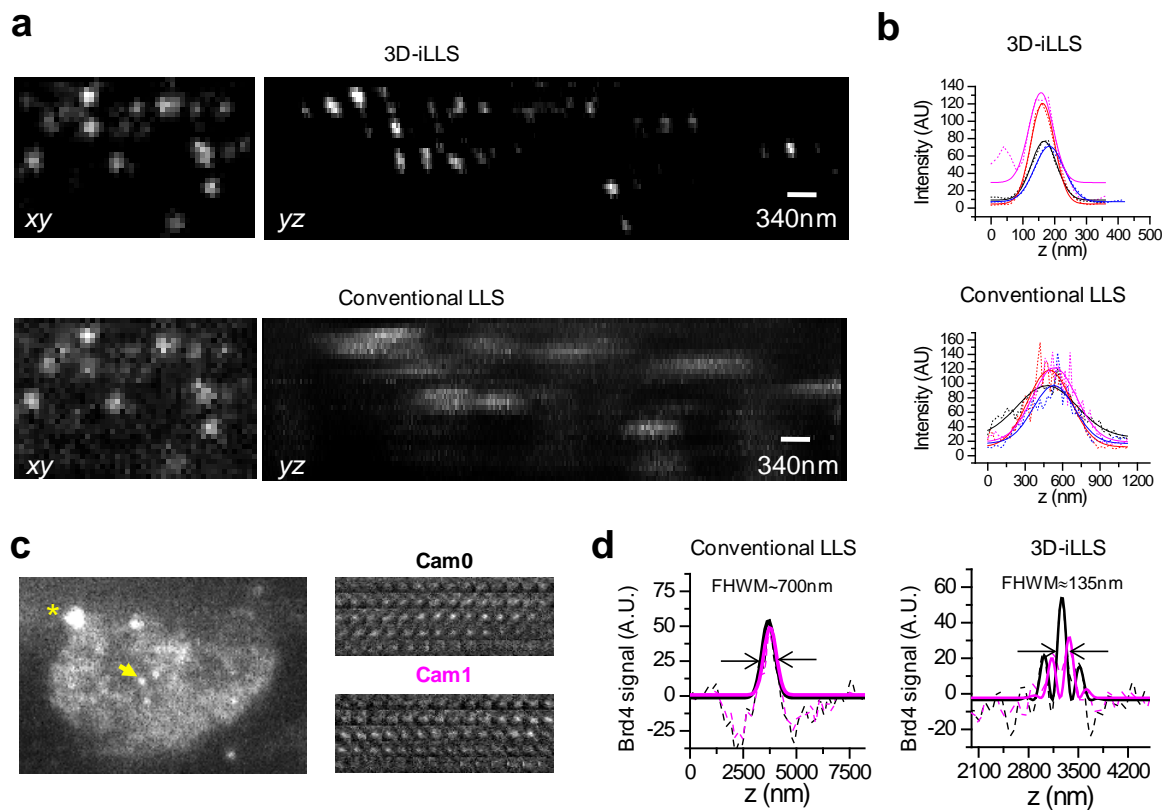 a
3D-iLLS
xy
yz
340nm
Conventional LLS
xy
yz
340nm
b
3D-iLLS
Intensity (AU)
140
120
100
80
60
40
20
0
0 100 200 300 400 500
z (nm)
Conventional LLS
Intensity (AU)
160
140
120
100
80
60
40
20
0
0 300 600 900 1200
z (nm)
c
*
Cam0
Cam1
d
Conventional LLS
FHWM~700nm
Brd4 signal (A.U.)
75
50
25
0
-25
0 2500 5000 7500
z (nm)
3D-iLLS
FHWM≈135nm
Brd4 signal (A.U.)
60
40
20
0
-20
2100 2800 3500 4200
z (nm)